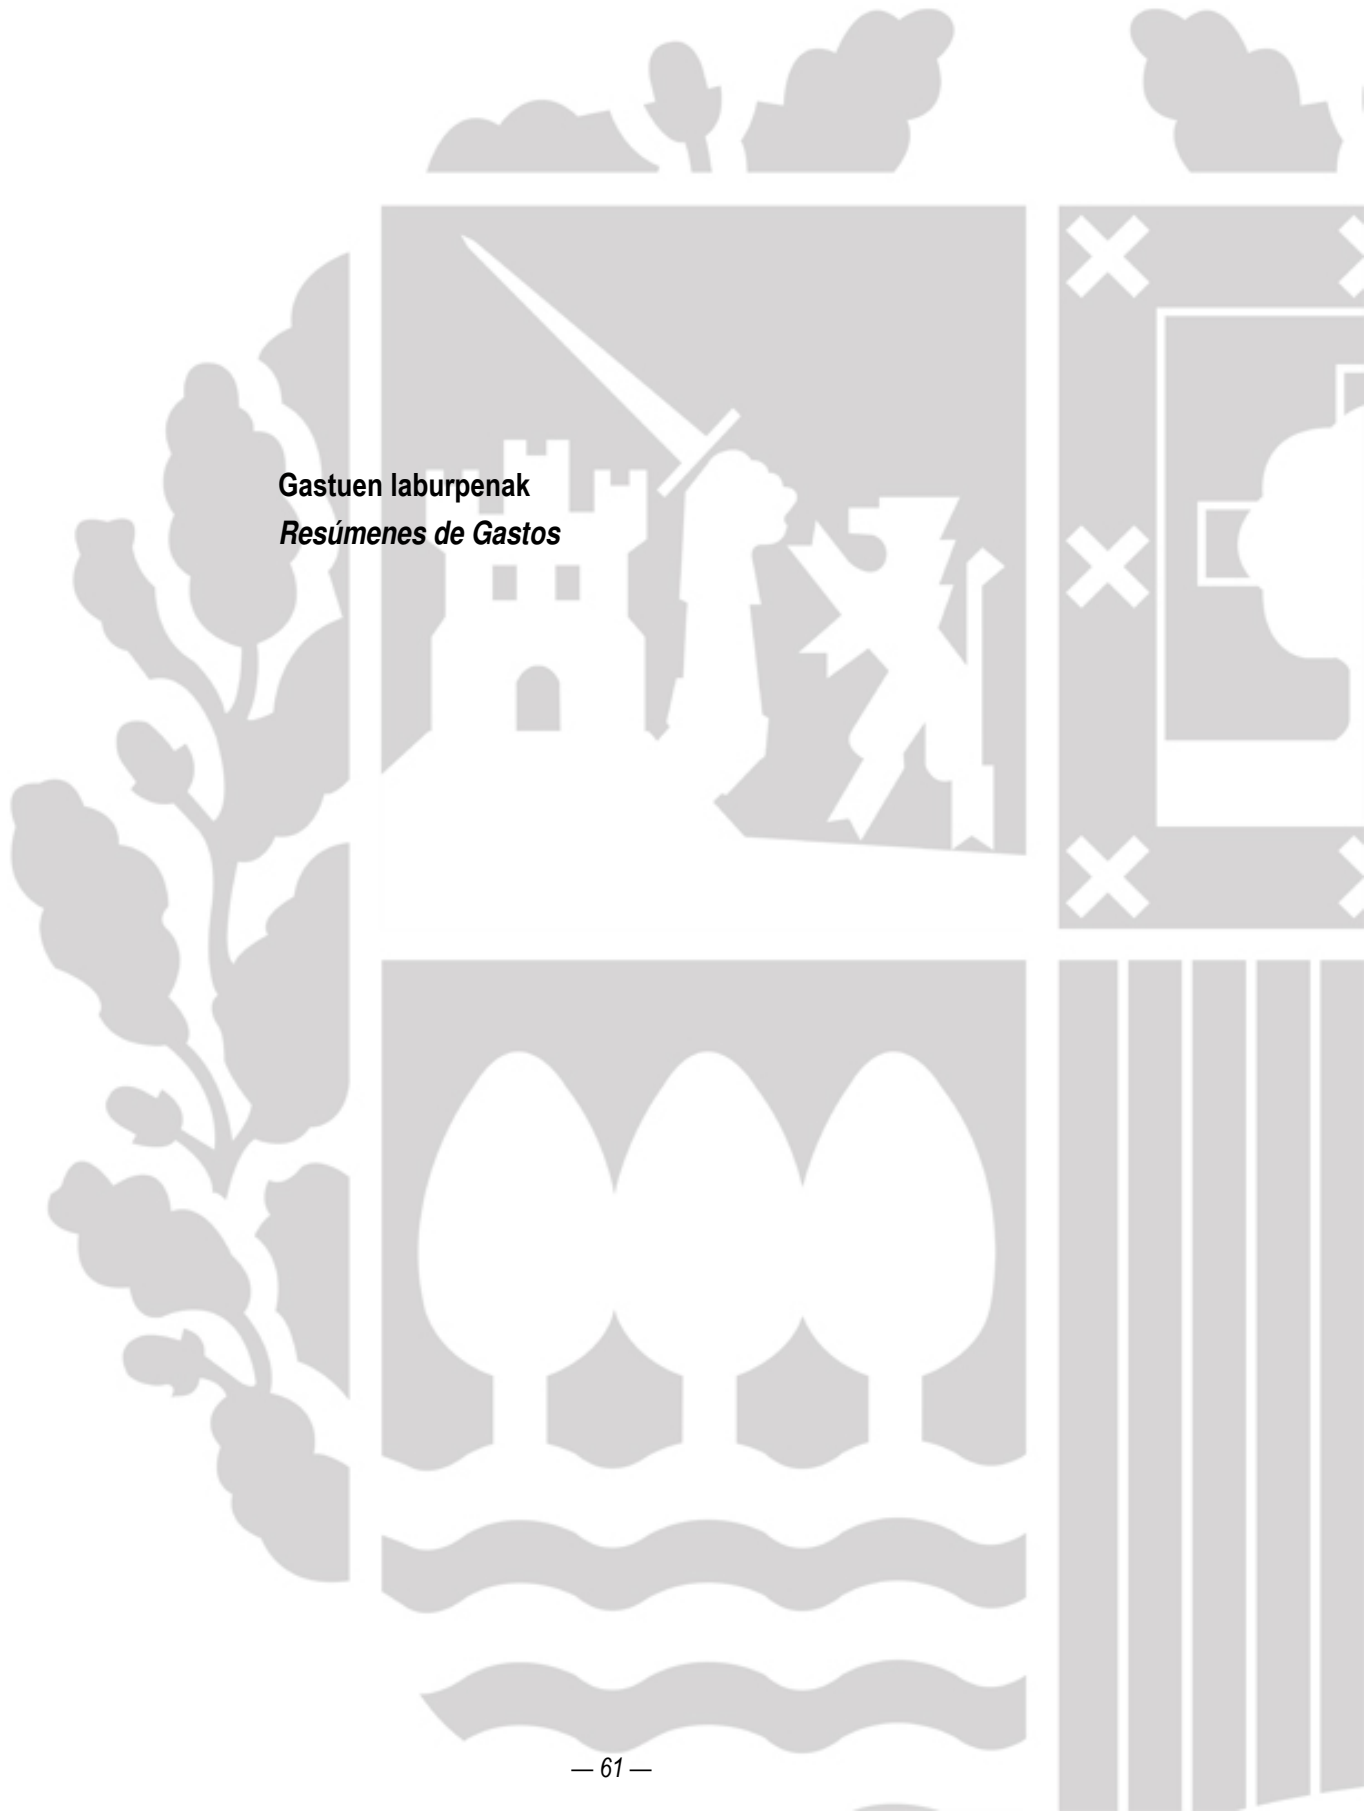 Gastuen laburpenak
Resúmenes de Gastos
— 61 —